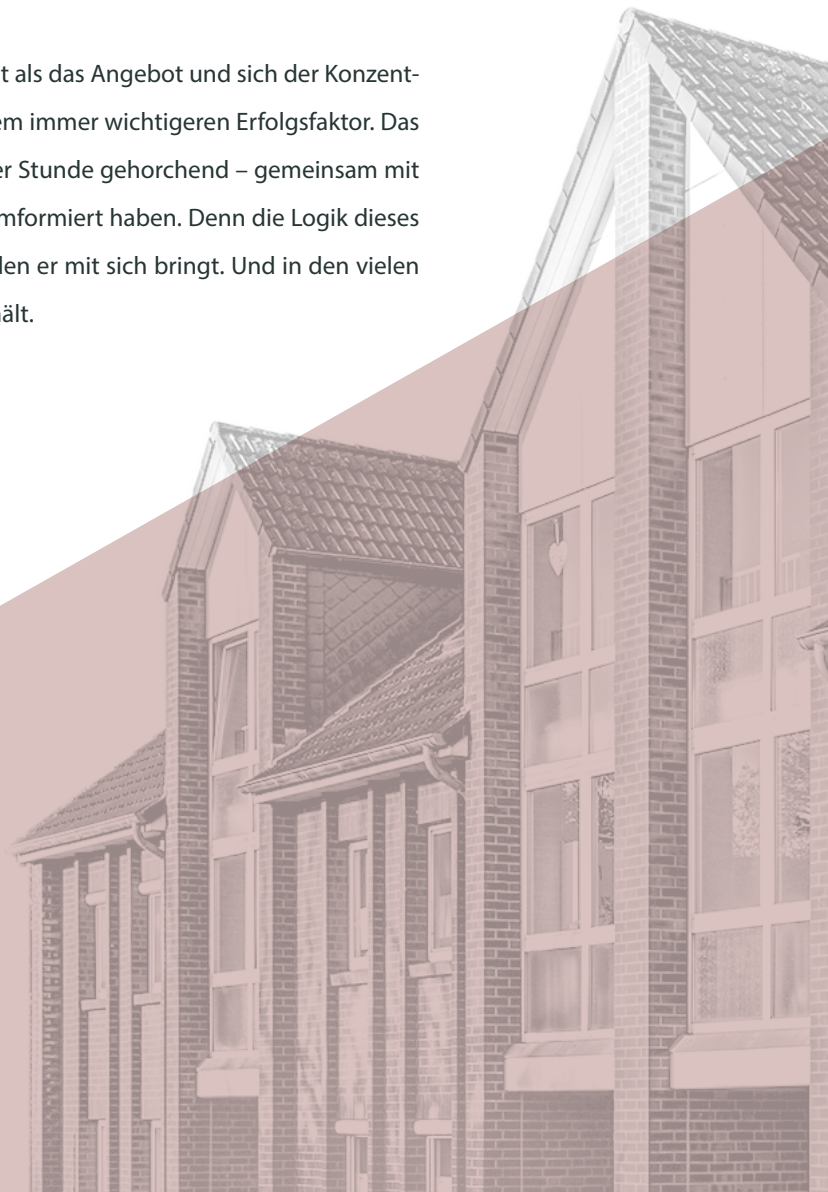 t als das Angebot und sich der Konzent-
em immer wichtigeren Erfolgsfaktor. Das
er Stunde gehorchend – gemeinsam mit
mformiert haben. Denn die Logik dieses
den er mit sich bringt. Und in den vielen
ält.